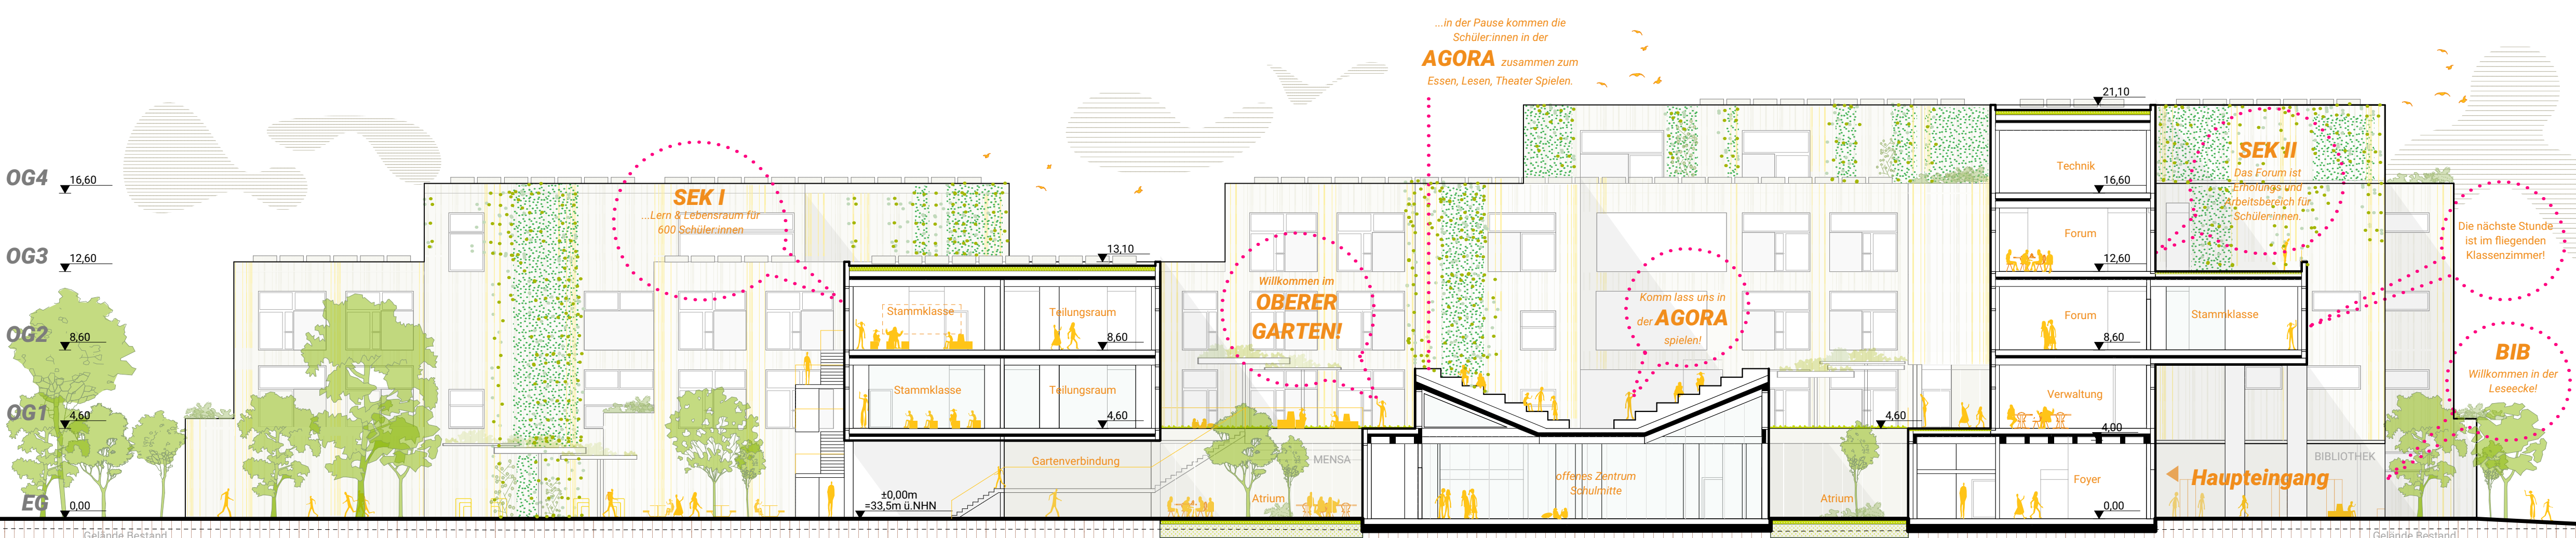 ...in der Pause kommen die
Schüler:innen in der
AGORA zusammen zum
Essen, Lesen, Theater Spielen.
OG4
16,60
OG3
12,60
OG2
8,60
OG1
4,60
EG
0,00
Gelände Bestand
SEK I
...Lern & Lebensraum für
600 Schüler:innen
13,10
Stammklasse
Teilungsraum
8,60
Stammklasse
Teilungsraum
4,60
Gartenverbindung
±0,00m
=33,5m ü.NHN
Willkommen im
OBERER
GARTEN!
MENSA
Atrium
Komm lass uns in
der AGORA
spielen!
offenes Zentrum
Schulmitte
4,60
Atrium
21,10
Technik
16,60
Forum
12,60
Forum
8,60
Stammklasse
Verwaltung
4,00
Foyer
0,00
SEK II
Das Forum ist
Erholungs und
Arbeitsbereich für
Schüler:innen.
Die nächste Stunde
ist im fliegenden
Klassenzimmer!
BIB
Willkommen in der
Leseecke!
BIBLIOTHEK
Haupteingang
Gelände Bestand